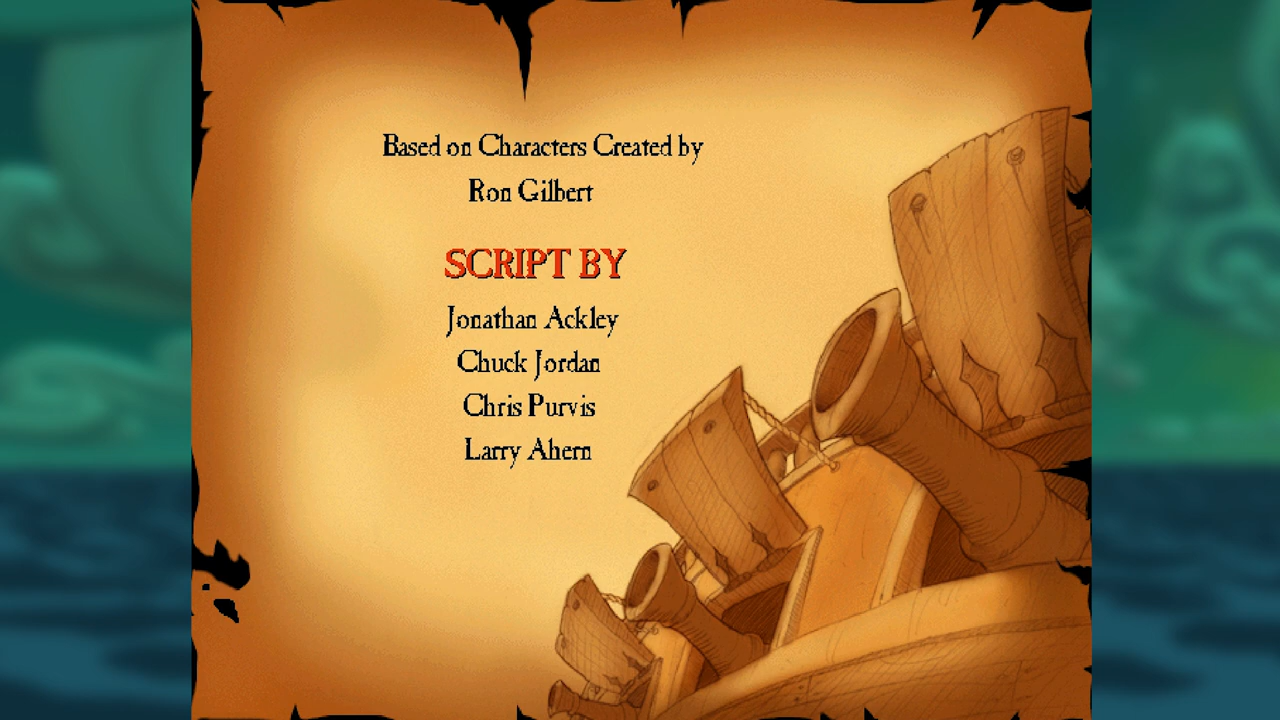 Based on Characters Created by
Ron Gilbert
SCRIPT BY
Jonathan Ackley
Chuck Jordan
Chris Purvis
Larry Ahern